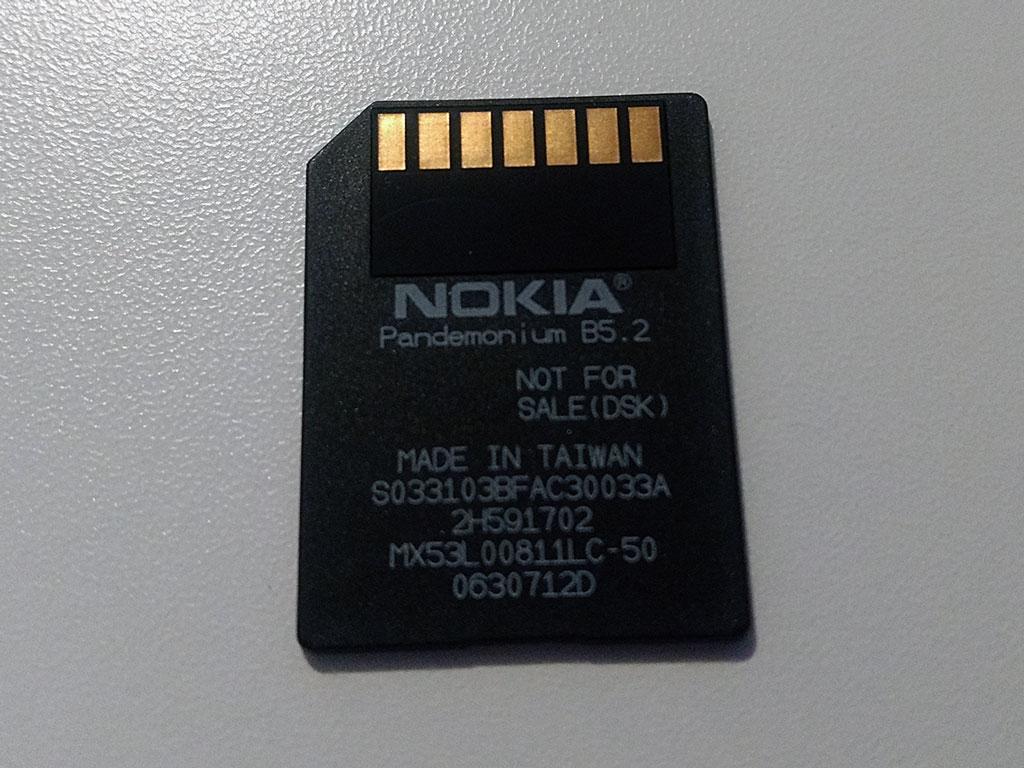 NOKIA®
Pandemonium B5.2
NOT FOR
SALE(DSK)
MADE IN TAIWAN
S033103BFAC30033A
2H591702
MX53L00811LC-50
0630712D